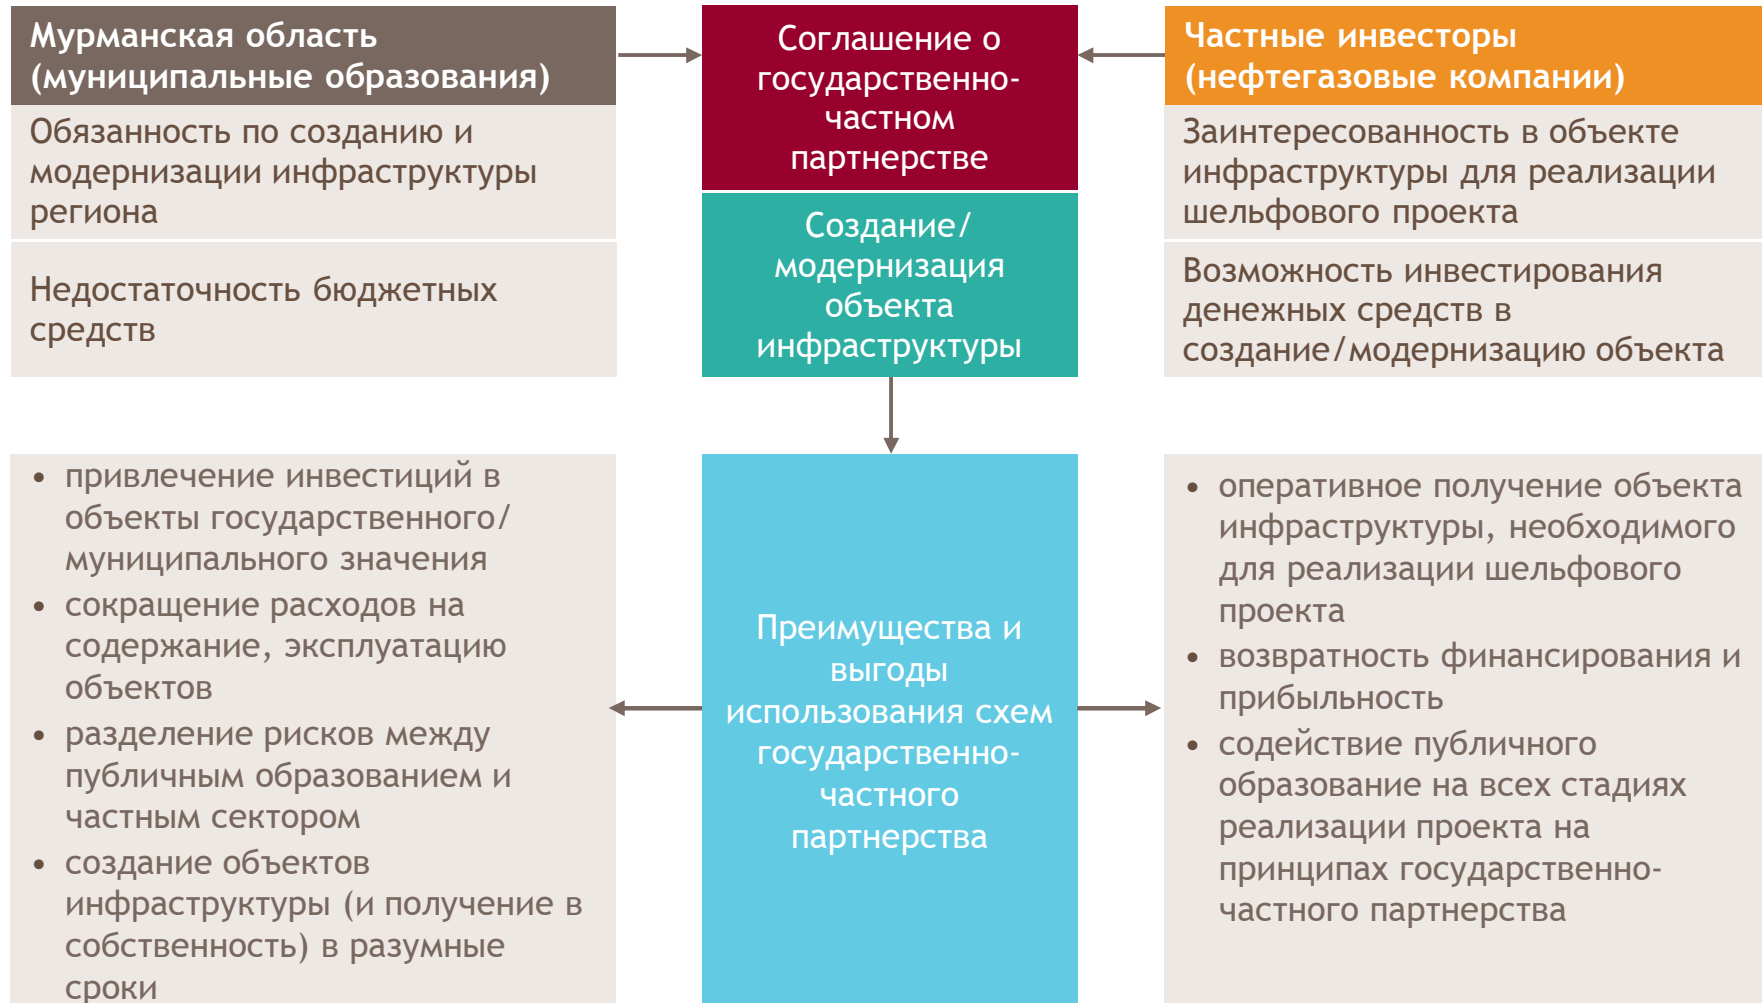 Мурманская область
(муниципальные образования)
Обязанность по созданию и
модернизации инфраструктуры
региона
Недостаточность бюджетных
средств
Соглашение о
государственно-
частном
партнерстве
Создание/
модернизация
объекта
инфраструктуры
Частные инвесторы
(нефтегазовые компании)
Заинтересованность в объекте
инфраструктуры для реализации
шельфового проекта
Возможность инвестирования
денежных средств в
создание/модернизацию объекта
• привлечение инвестиций в
объекты государственного/
муниципального значения
• сокращение расходов на
содержание, эксплуатацию
объектов
• разделение рисков между
публичным образованием и
частным сектором
• создание объектов
инфраструктуры (и получение в
собственность) в разумные
сроки
Преимущества и
выгоды
использования схем
государственно-
частного
партнерства
• оперативное получение объекта
инфраструктуры, необходимого
для реализации шельфового
проекта
• возвратность финансирования и
прибыльность
• содействие публичного
образование на всех стадиях
реализации проекта на
принципах государственно-
частного партнерства